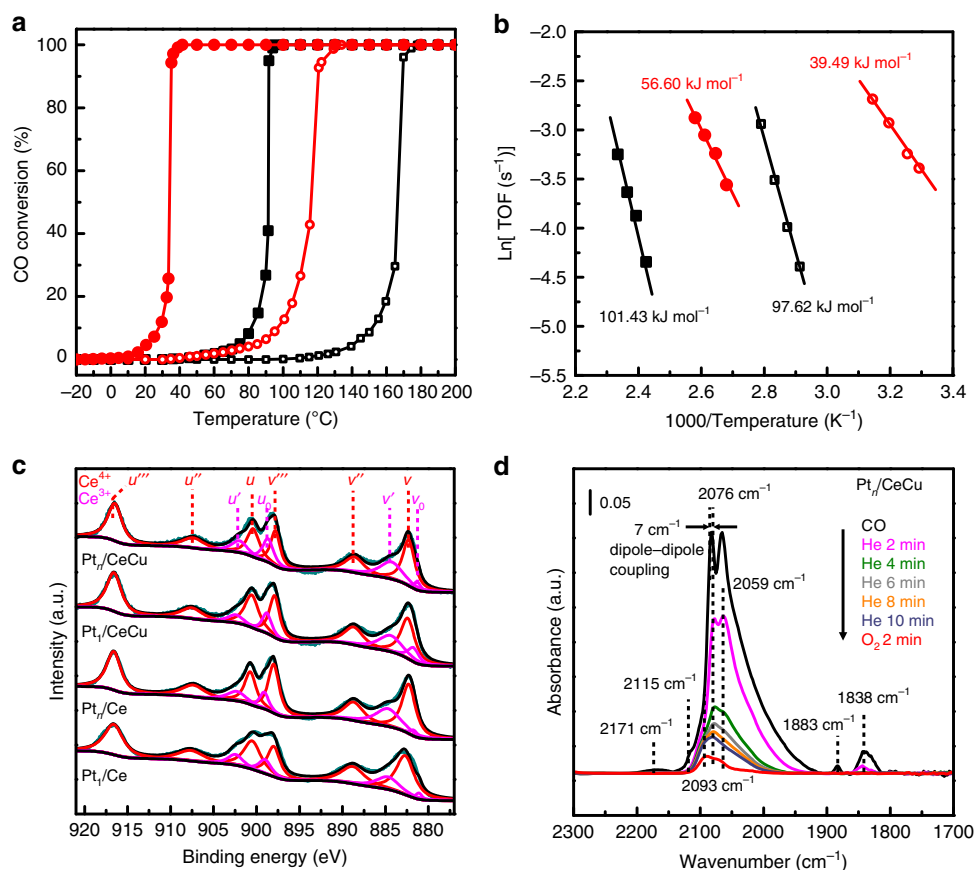 a
CO conversion (%)
100
80
60
40
20
0
–20 0 20 40 60 80 100 120 140 160 180 200
Temperature (°C)
b
Ln[ TOF (s⁻¹)]
–2.0
–2.5
–3.0
–3.5
–4.0
–4.5
–5.0
–5.5
39.49 kJ mol⁻¹
56.60 kJ mol⁻¹
101.43 kJ mol⁻¹
97.62 kJ mol⁻¹
2.2 2.4 2.6 2.8 3.0 3.2 3.4
1000/Temperature (K⁻¹)
c
Intensity (a.u.)
Ce⁴⁺ u''' u'' u v''' v'' v
Ce³⁺ u' u₀ v' v₀
Ptₙ/CeCu
Pt₁/CeCu
Ptₙ/Ce
Pt₁/Ce
920 915 910 905 900 895 890 885 880
Binding energy (eV)
d
Absorbance (a.u.)
0.05
2076 cm⁻¹
Ptₙ/CeCu
7 cm⁻¹
dipole–dipole
coupling
2059 cm⁻¹
CO
He 2 min
He 4 min
He 6 min
He 8 min
He 10 min
O₂ 2 min
2115 cm⁻¹
2171 cm⁻¹
1838 cm⁻¹
1883 cm⁻¹
2093 cm⁻¹
2300 2200 2100 2000 1900 1800 1700
Wavenumber (cm⁻¹)